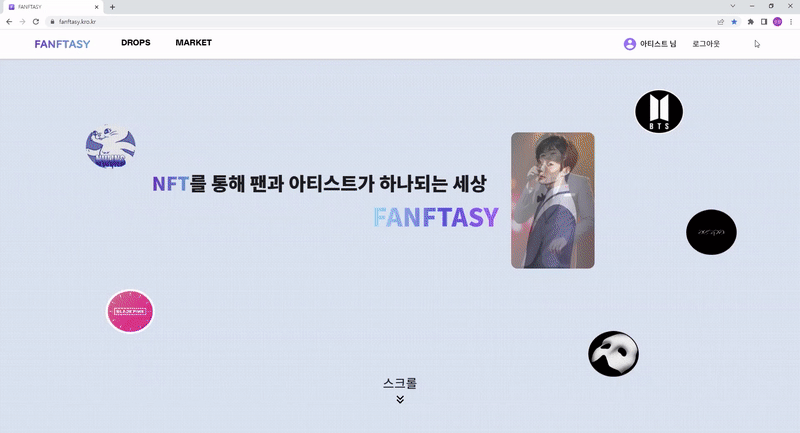 FANFTASY
fanftasy.kro.kr
FANFTASY
DROPS
MARKET
아티스트 님
로그아웃
BTS
NFT를 통해 팬과 아티스트가 하나되는 세상
FANFTASY
aespa
BLACKPINK
스크롤